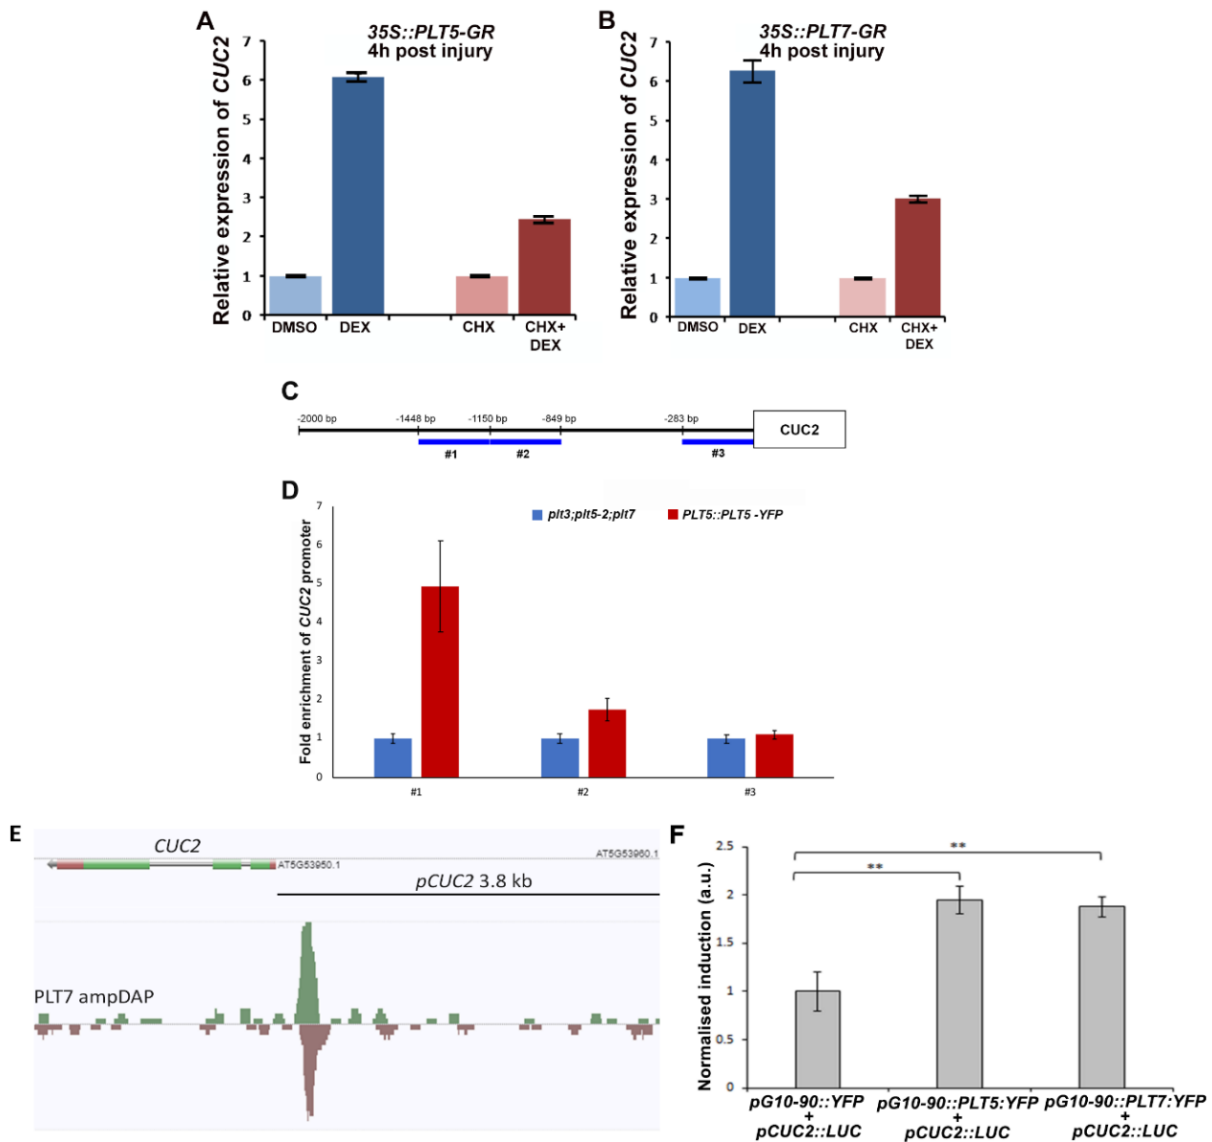 A
35S::PLT5-GR
4h post injury
Relative expression of CUC2
7
6
5
4
3
2
1
0
DMSO
DEX
CHX
CHX+
DEX
B
35S::PLT7-GR
4h post injury
Relative expression of CUC2
7
6
5
4
3
2
1
0
DMSO
DEX
CHX
CHX+
DEX
C
-2000 bp
-1448 bp
-1150 bp
-849 bp
-283 bp
CUC2
#1
#2
#3
D
Fold enrichment of CUC2 promoter
7
6
5
4
3
2
1
0
plt3;plt5-2;plt7
PLT5::PLT5 -YFP
#1
#2
#3
E
CUC2
AT5G53950.1
AT5G53960.1
pCUC2 3.8 kb
PLT7 ampDAP
F
Normalised induction (a.u.)
2.5
2
1.5
1
0.5
0
**
**
pG10-90::YFP
+
pCUC2::LUC
pG10-90::PLT5:YFP
+
pCUC2::LUC
pG10-90::PLT7:YFP
+
pCUC2::LUC